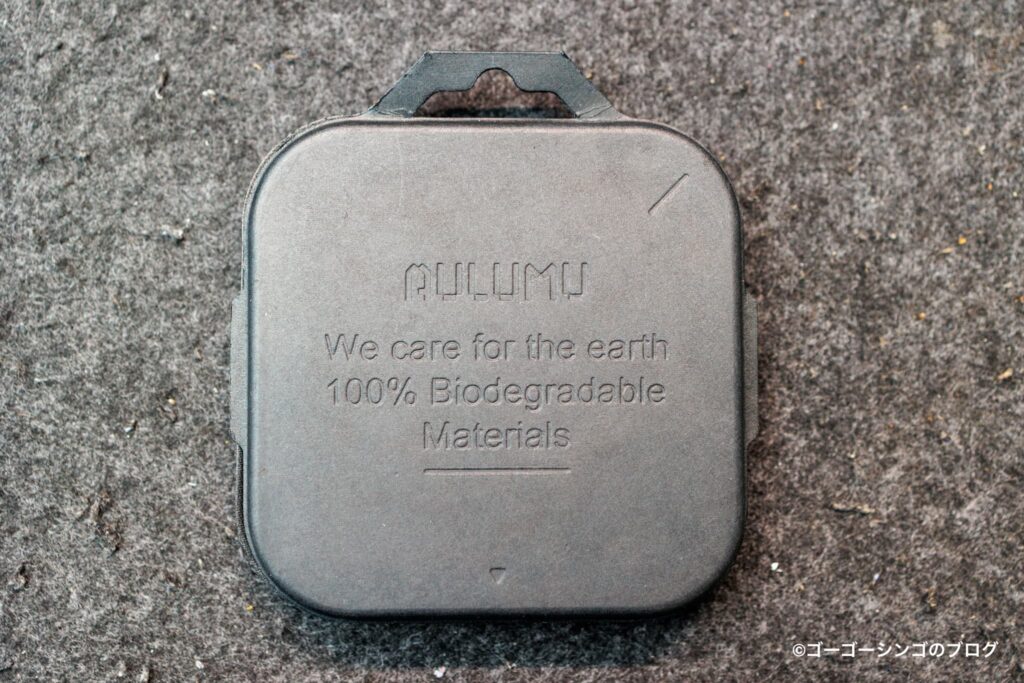 AULUMU
We care for the earth
100% Biodegradable
Materials
©ゴーゴーシンゴのブログ